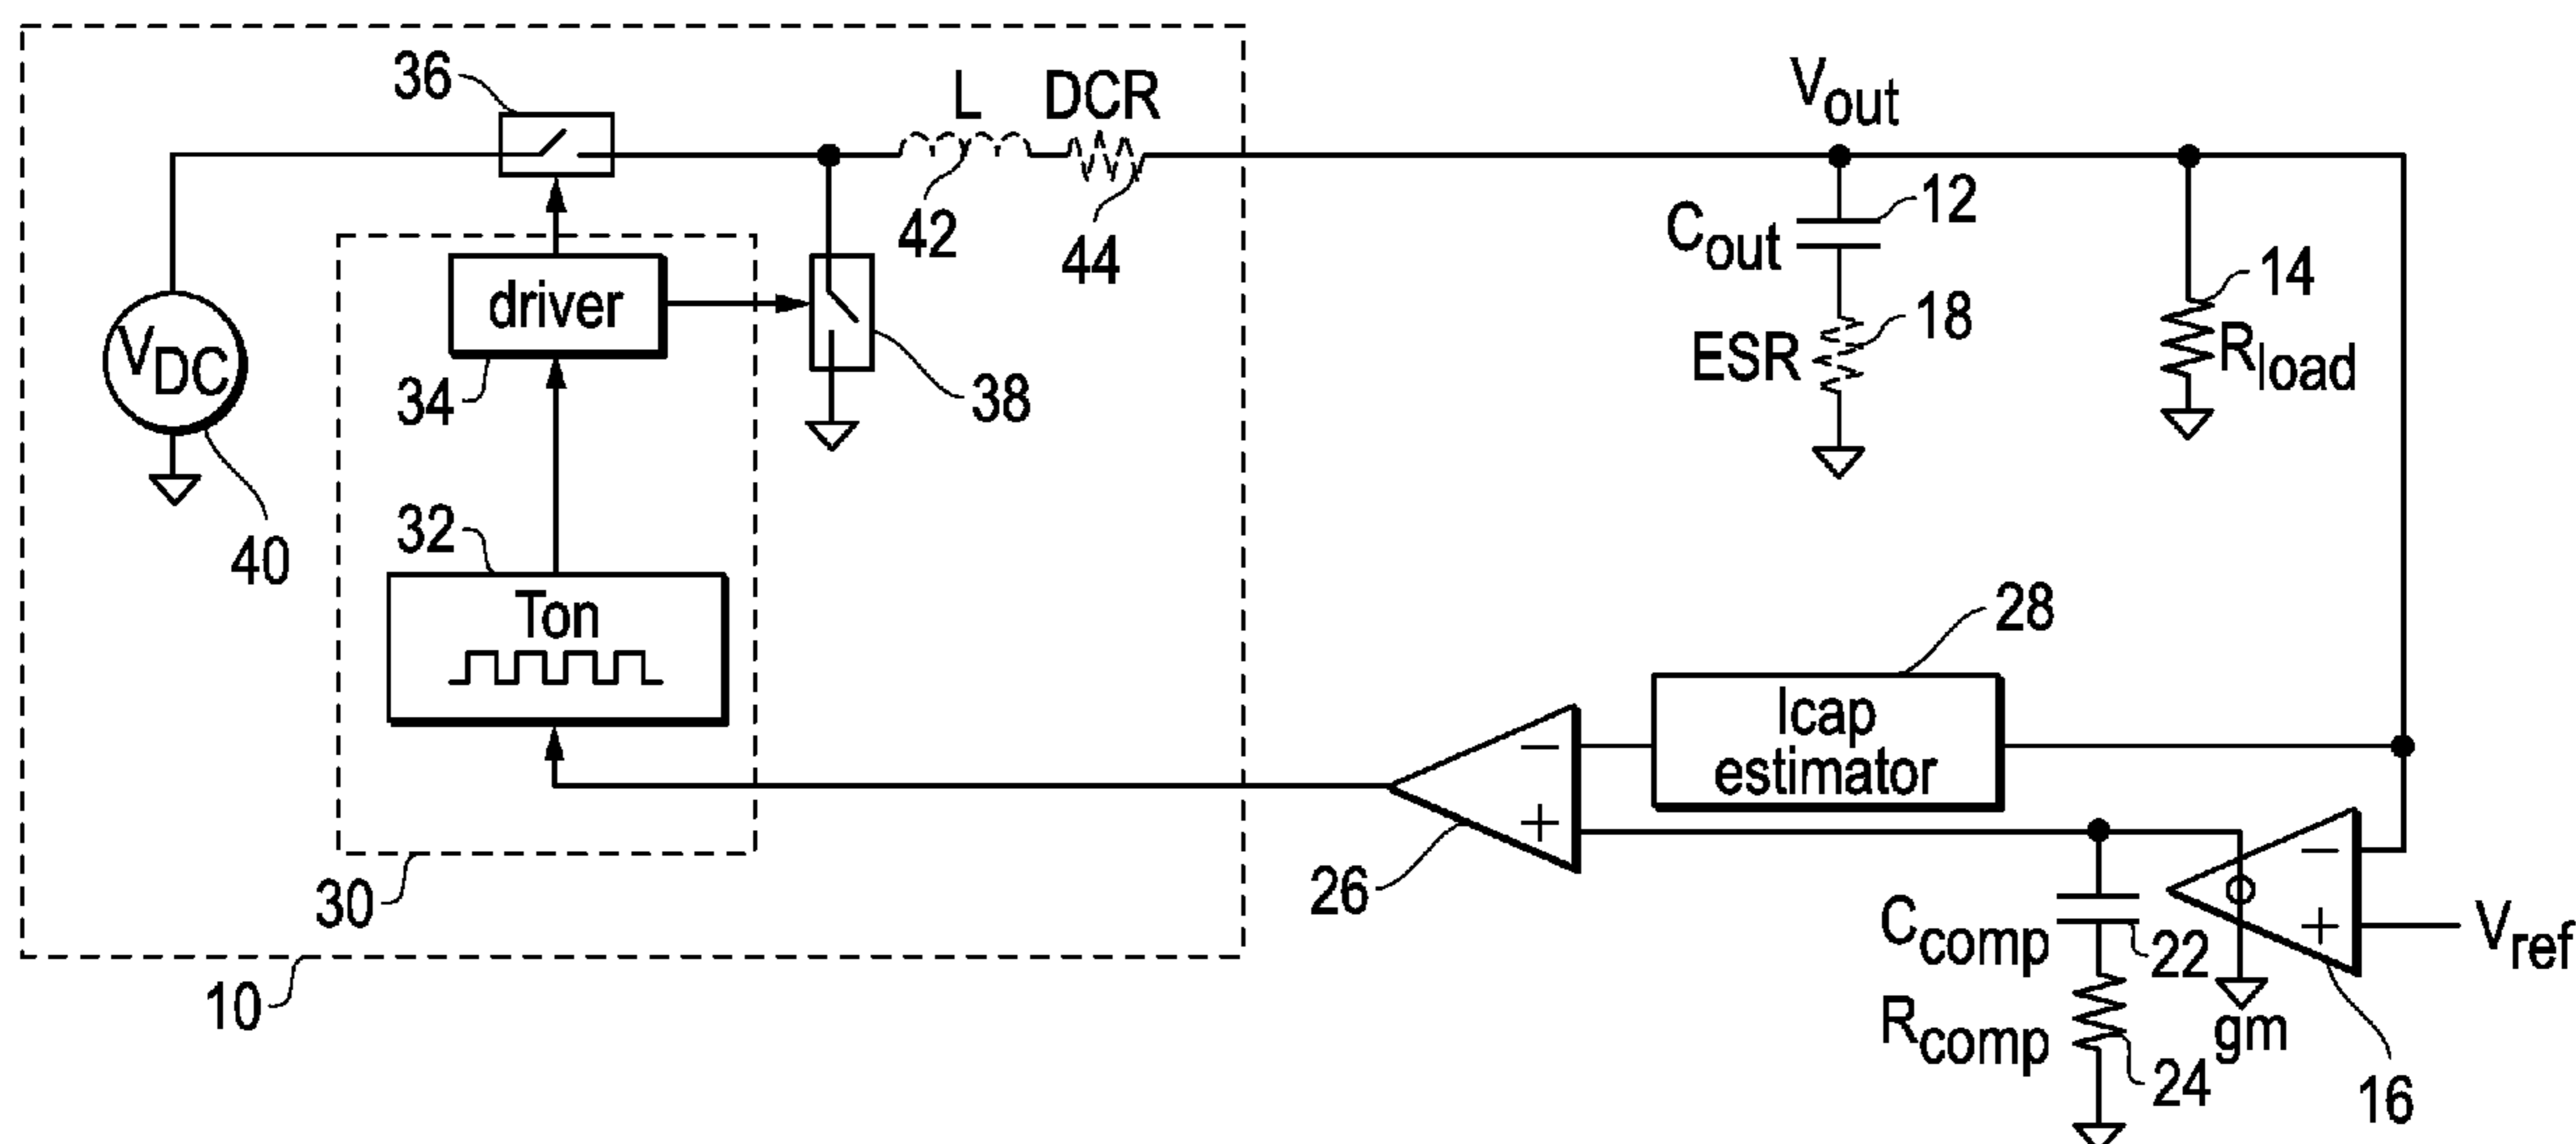 36
L
DCR
Vout
42
44
Cout
12
ESR
18
14
Rload
VDC
40
driver
34
38
32
Ton
30
10
28
Icap
estimator
−
+
26
−
+
Vref
Ccomp
22
Rcomp
24
gm
16